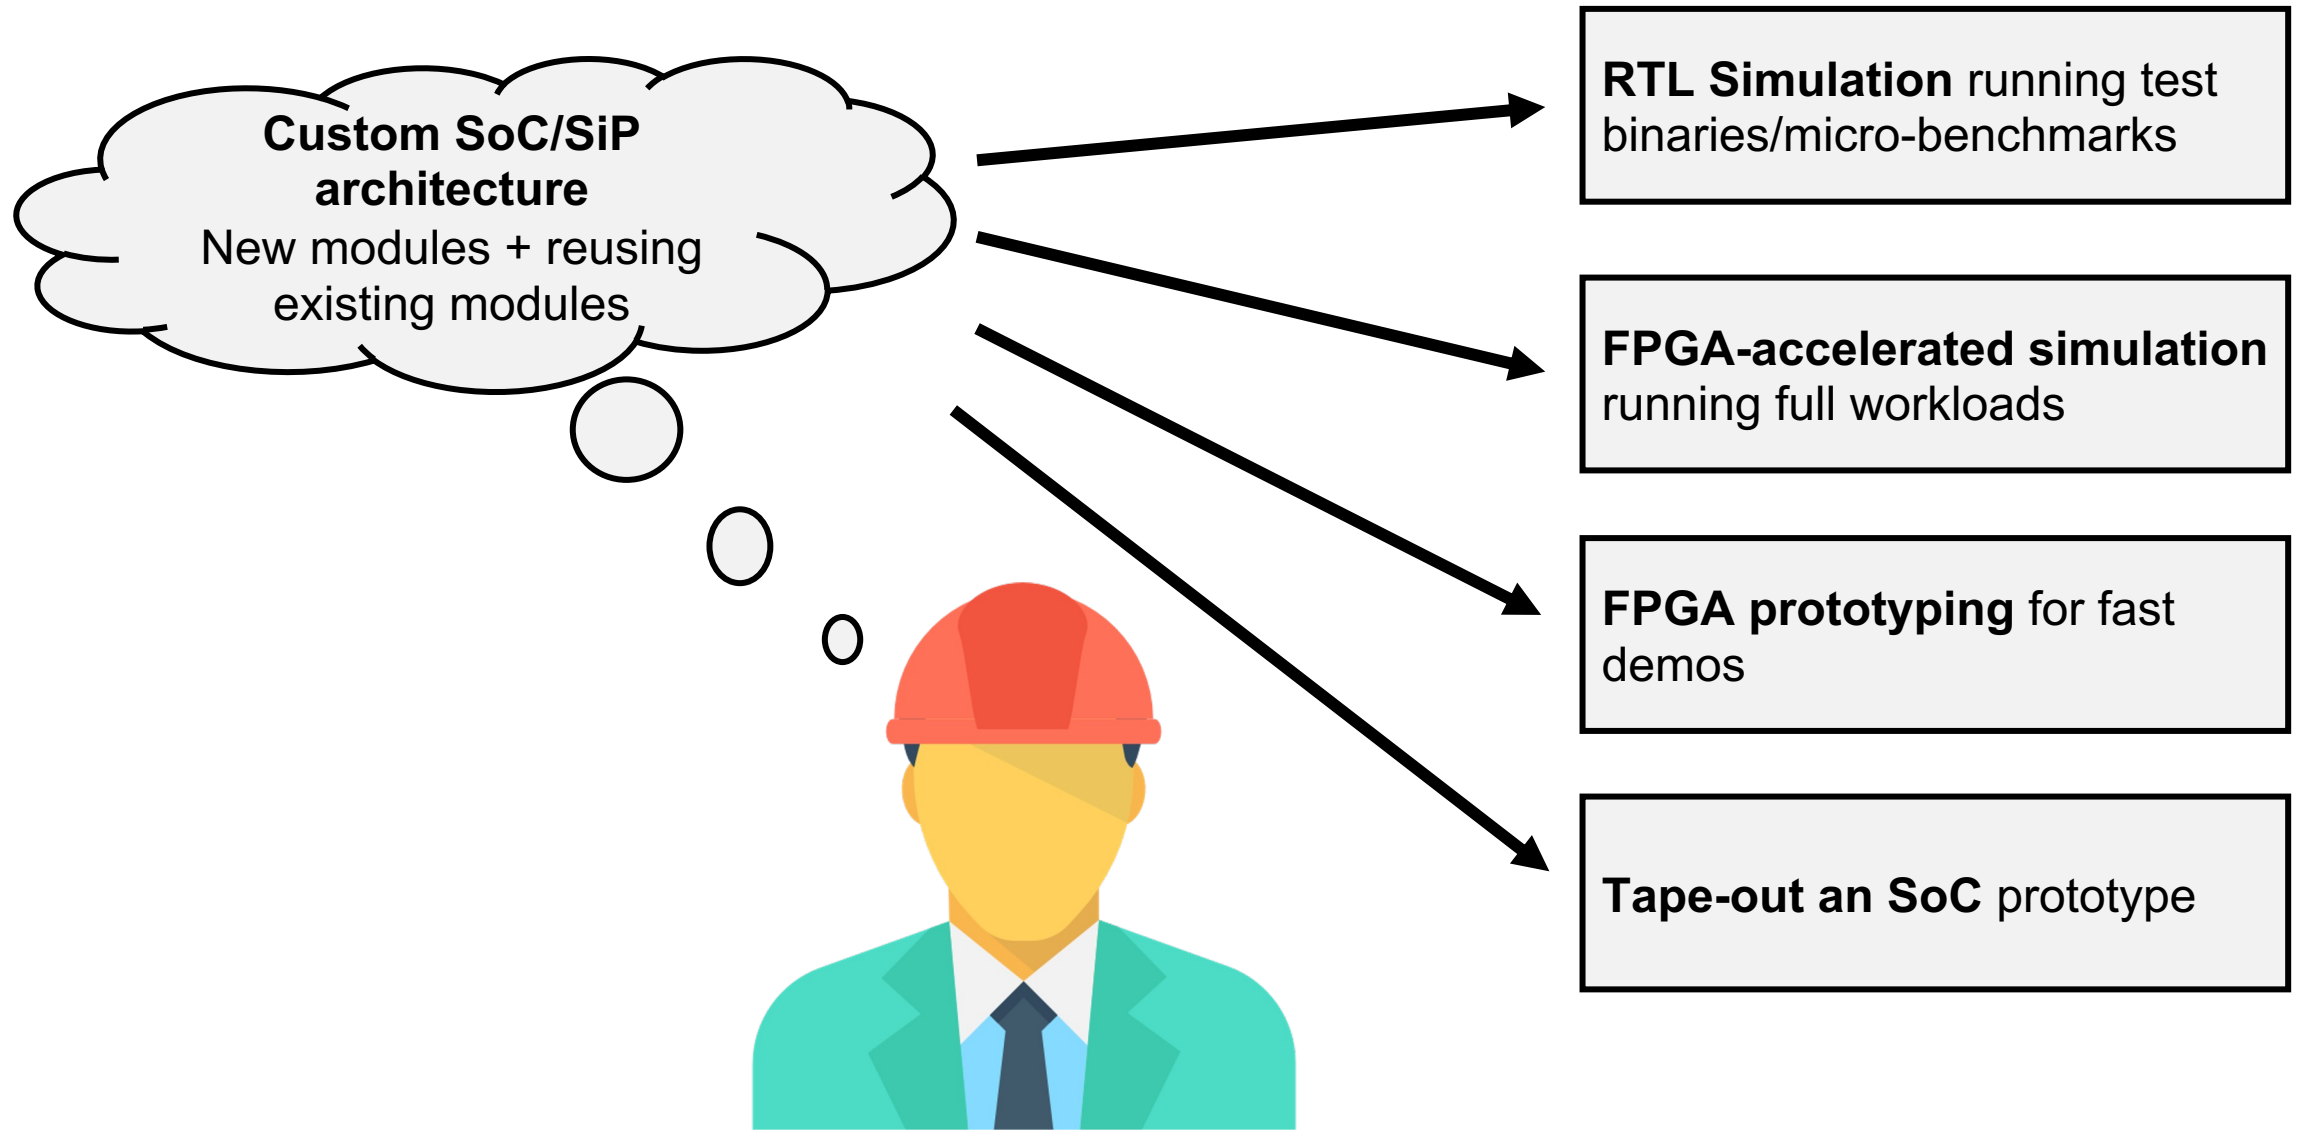 Custom SoC/SiP
architecture
New modules + reusing
existing modules
RTL Simulation running test
binaries/micro-benchmarks
FPGA-accelerated simulation
running full workloads
FPGA prototyping for fast
demos
Tape-out an SoC prototype